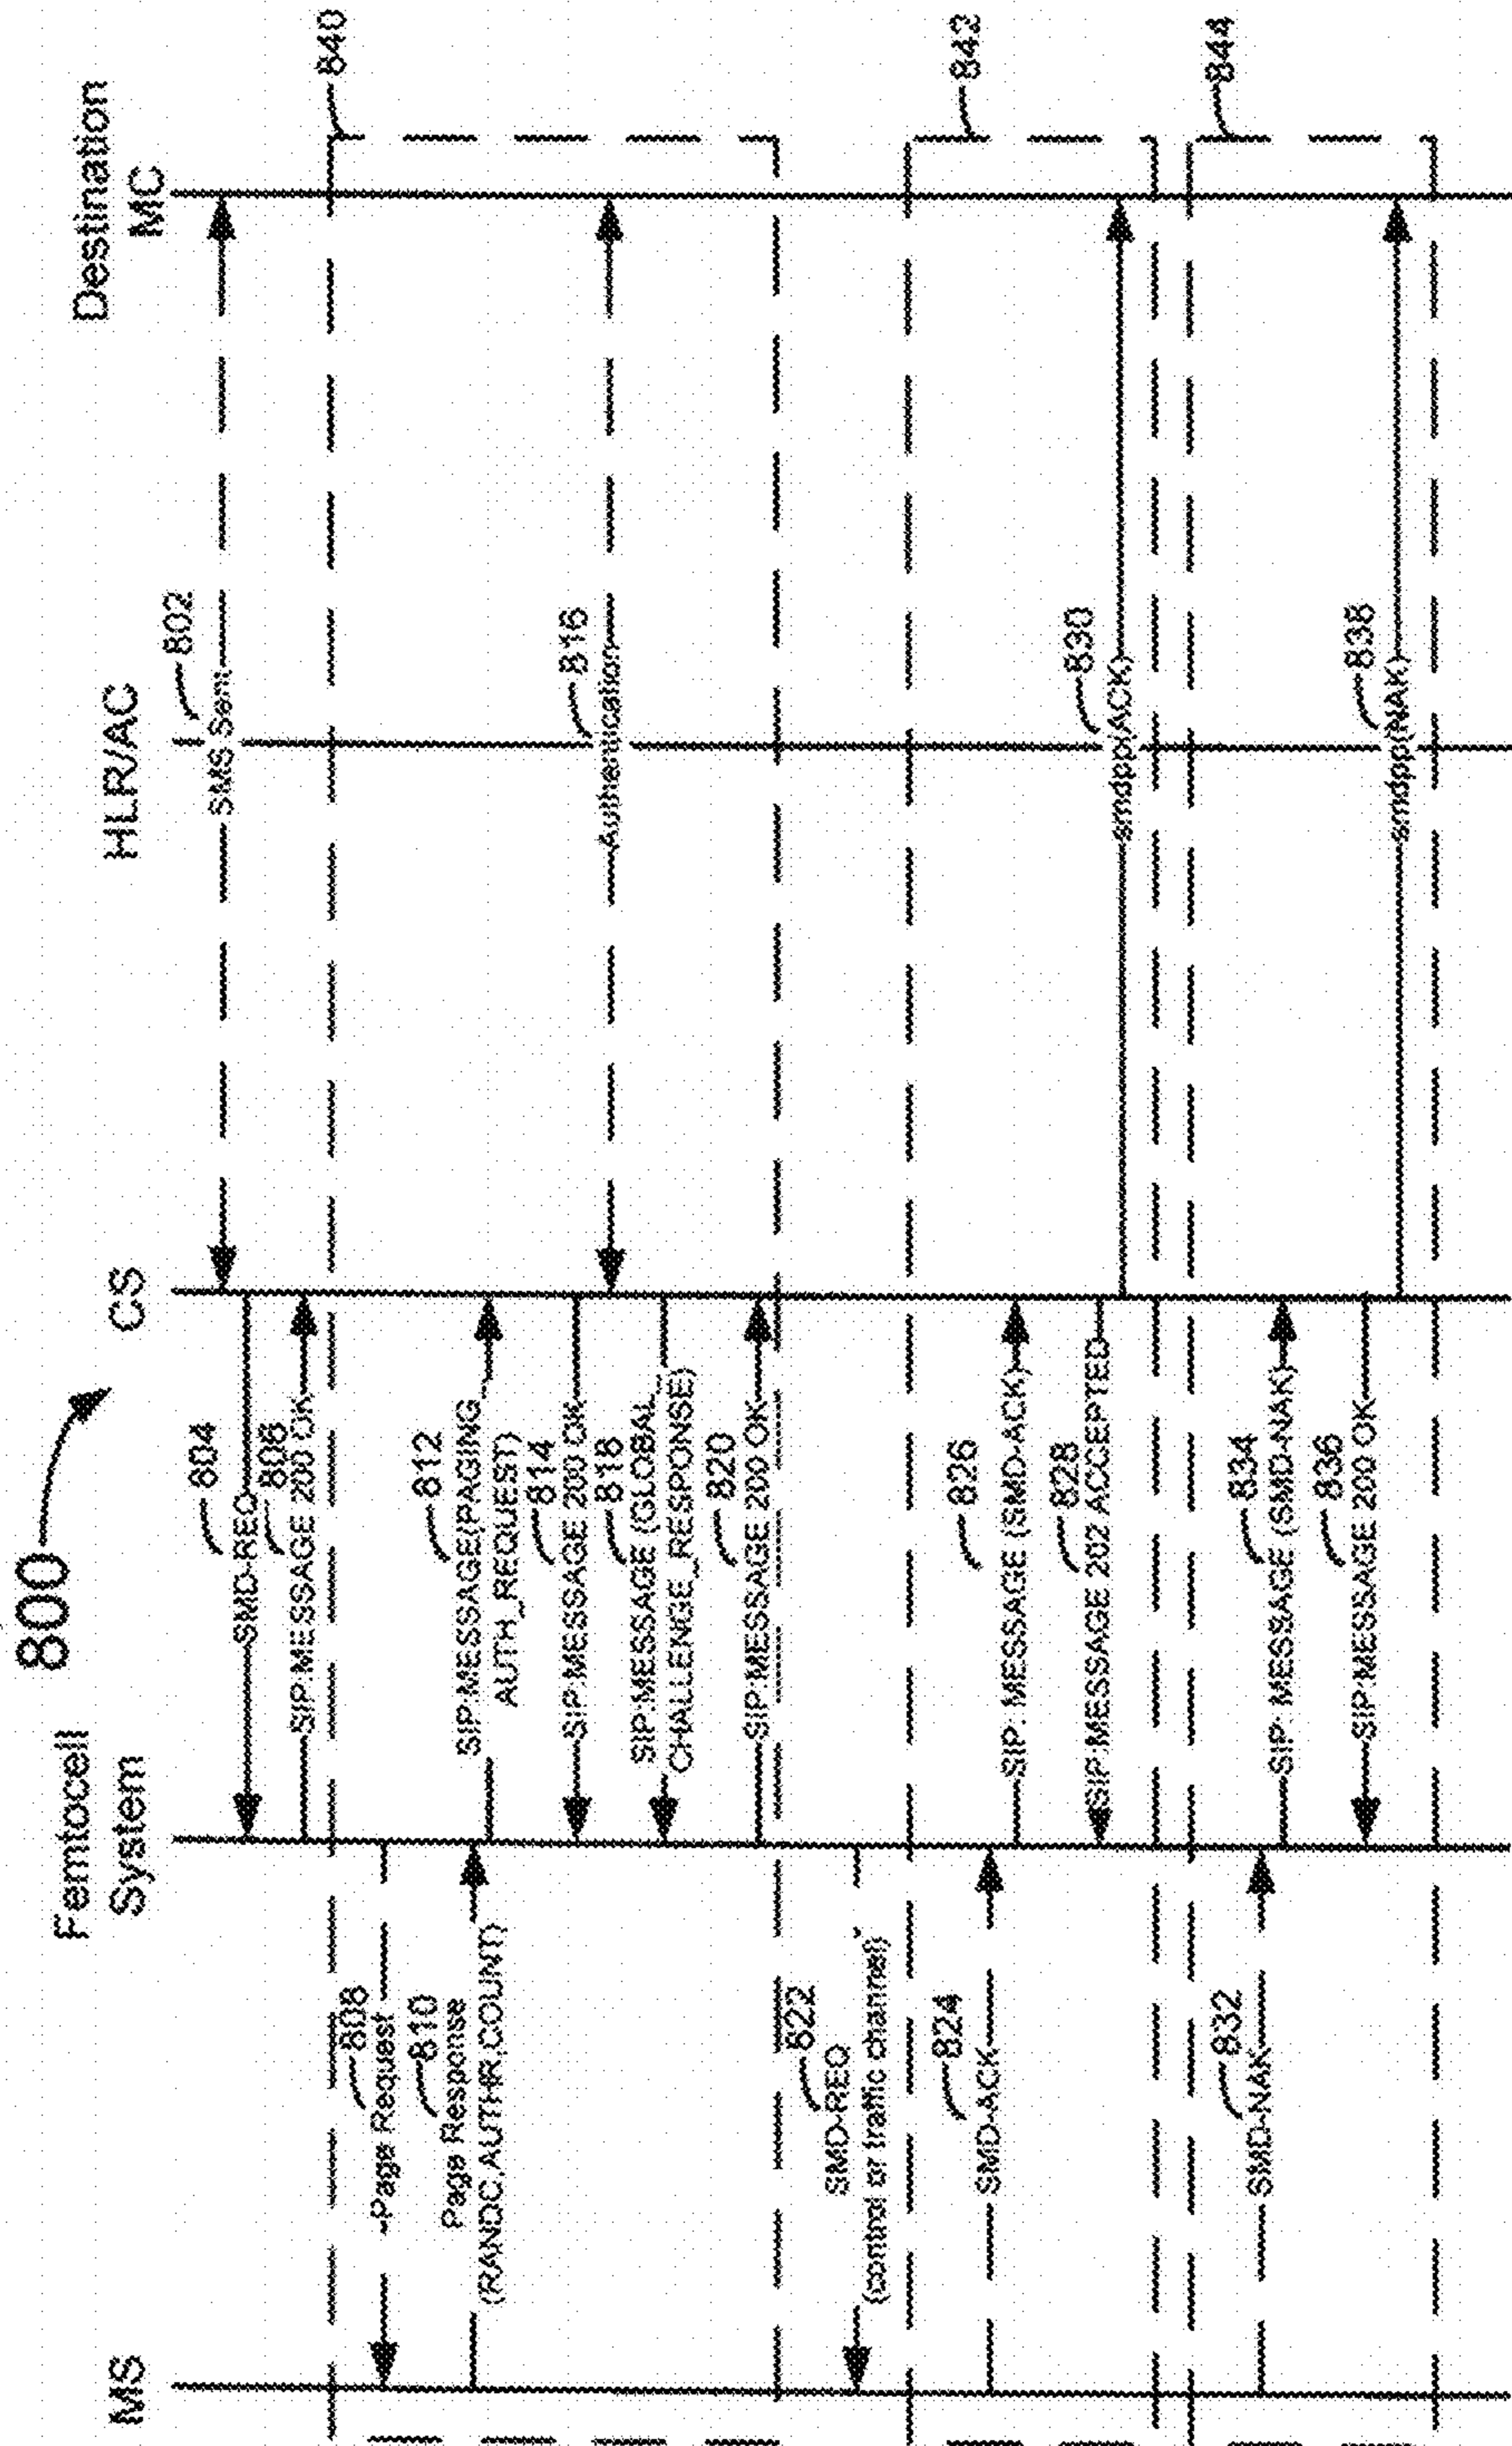 800
MS
Femtocell
System
CS
HLR/AC
Destination
MC
802
SMS Sent
804
SMD-REQ
808
SIP:MESSAGE 200 OK
840
808
Page Request
810
Page Response
(RANDC,AUTHR,COUNT)
812
SIP:MESSAGE(PAGING_
AUTH_REQUEST)
814
SIP:MESSAGE 200 OK
816
Authentication
818
SIP:MESSAGE (GLOBAL_
CHALLENGE_RESPONSE)
820
SIP:MESSAGE 200 OK
822
SMD-REQ
(control or traffic channel)
842
824
SMD-ACK
826
SIP: MESSAGE (SMD-ACK)
828
SIP:MESSAGE 202 ACCEPTED
830
smdpp(ACK)
844
832
SMD-NAK
834
SIP: MESSAGE (SMD-NAK)
836
SIP:MESSAGE 200 OK
838
smdpp(NAK)